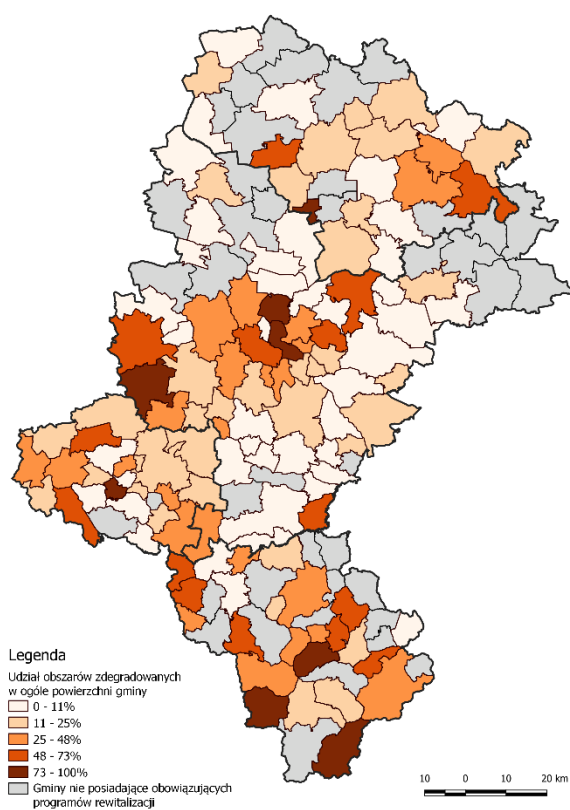 Legenda
Udział obszarów zdegradowanych
w ogóle powierzchni gminy
0 - 11%
11 - 25%
25 - 48%
48 - 73%
73 - 100%
Gminy nie posiadające obowiązujących
programów rewitalizacji
10 0 10 20 km